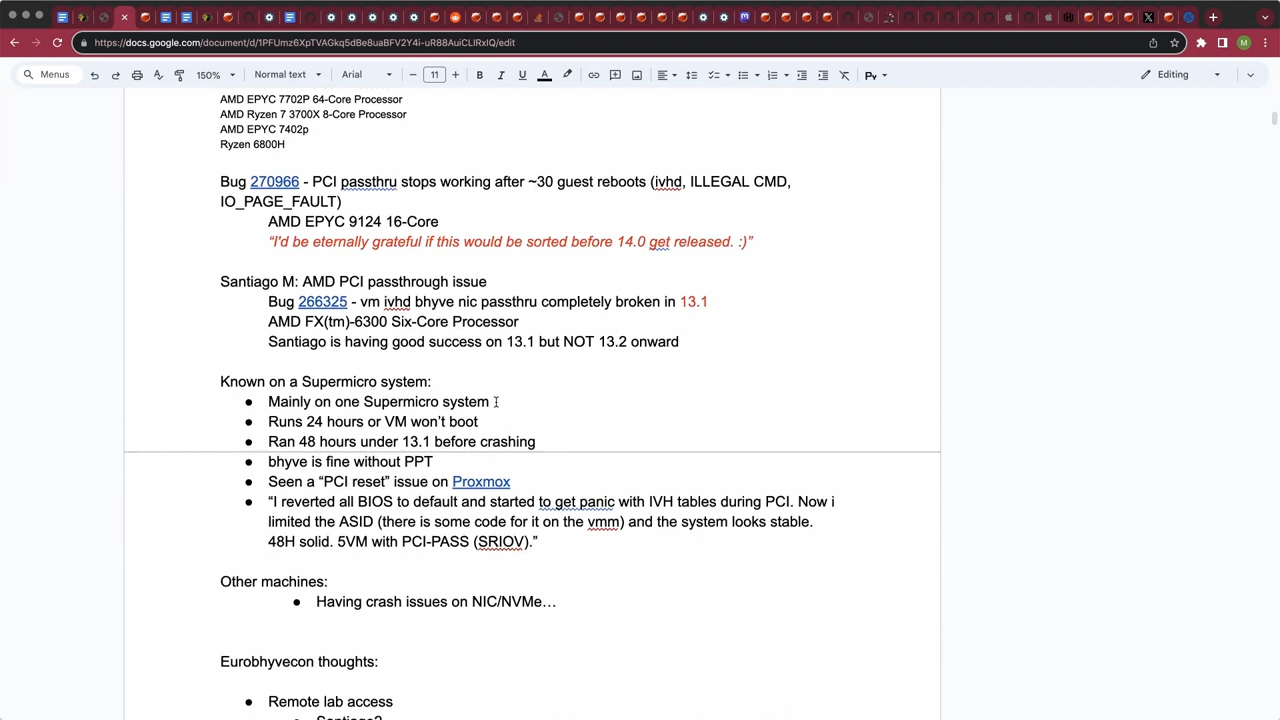 https://docs.google.com/document/d/1PFUmz6XpTVAGkq5dBe8uaBFV2Y4i-uR88AuiCLIRxIQ/edit
M
Menus
150%
Normal text
Arial
11
Editing
AMD EPYC 7702P 64-Core Processor
AMD Ryzen 7 3700X 8-Core Processor
AMD EPYC 7402p
Ryzen 6800H
Bug 270966 - PCI passthru stops working after ~30 guest reboots (ivhd, ILLEGAL CMD,
IO_PAGE_FAULT)
AMD EPYC 9124 16-Core
“I'd be eternally grateful if this would be sorted before 14.0 get released. :)”
Santiago M: AMD PCI passthrough issue
Bug 266325 - vm ivhd bhyve nic passthru completely broken in 13.1
AMD FX(tm)-6300 Six-Core Processor
Santiago is having good success on 13.1 but NOT 13.2 onward
Known on a Supermicro system:
● Mainly on one Supermicro system
● Runs 24 hours or VM won’t boot
● Ran 48 hours under 13.1 before crashing
● bhyve is fine without PPT
● Seen a “PCI reset” issue on Proxmox
● “I reverted all BIOS to default and started to get panic with IVH tables during PCI. Now i
limited the ASID (there is some code for it on the vmm) and the system looks stable.
48H solid. 5VM with PCI-PASS (SRIOV).”
Other machines:
● Having crash issues on NIC/NVMe…
Eurobhyvecon thoughts:
● Remote lab access
Santiago?